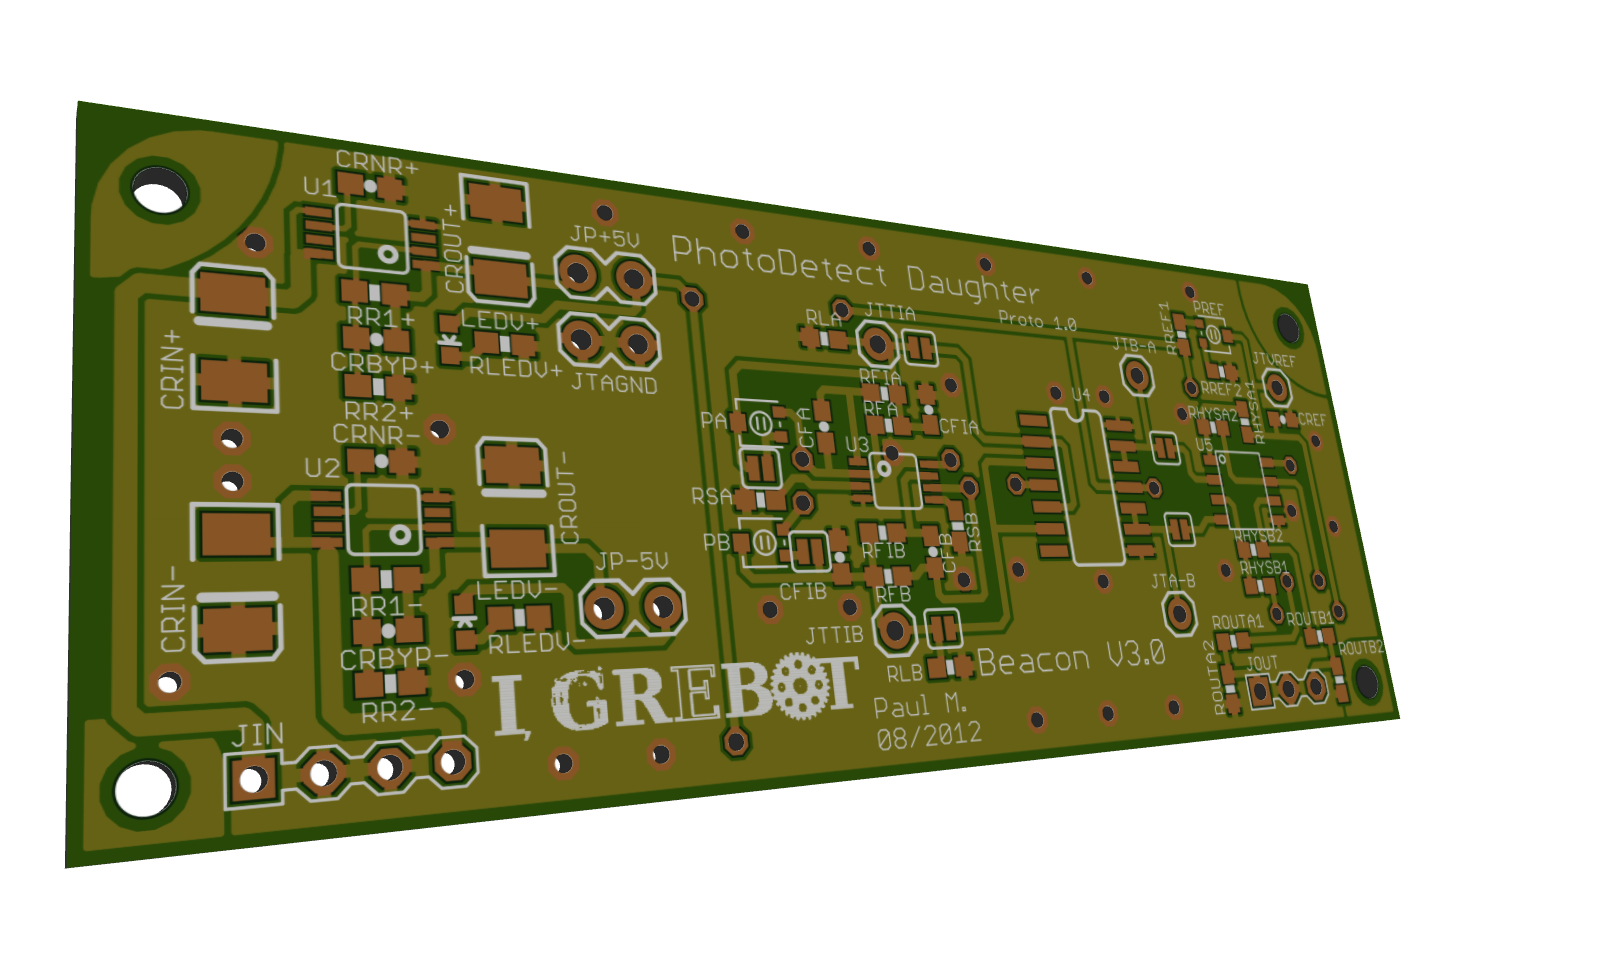 CRNR+
U1
CROUT+
JP+5V
PhotoDetect Daughter
Proto 1.0
RR1+
LEDV+
CRIN+
CRBYP+
RLEDV+
JTAGND
RR2+
CRNR-
U2
CROUT-
JP-5V
RR1-
LEDV-
CRIN-
CRBYP-
RLEDV-
RR2-
JIN
I, GREBOT
RLA
JTTIA
RFIA
RFA
CFIA
CFA
PA
U3
RSA
PB
RFIB
CFB
RSB
CFIB
RFB
JTTIB
RLB
Beacon V3.0
Paul M.
08/2012
U4
JTB-A
JTA-B
RREF1
PREF
JTVREF
RREF2
RHYSA2
RHYSA1
CREF
U5
RHYSB2
RHYSB1
ROUTA1
ROUTB1
ROUTA2
JOUT
ROUTB2